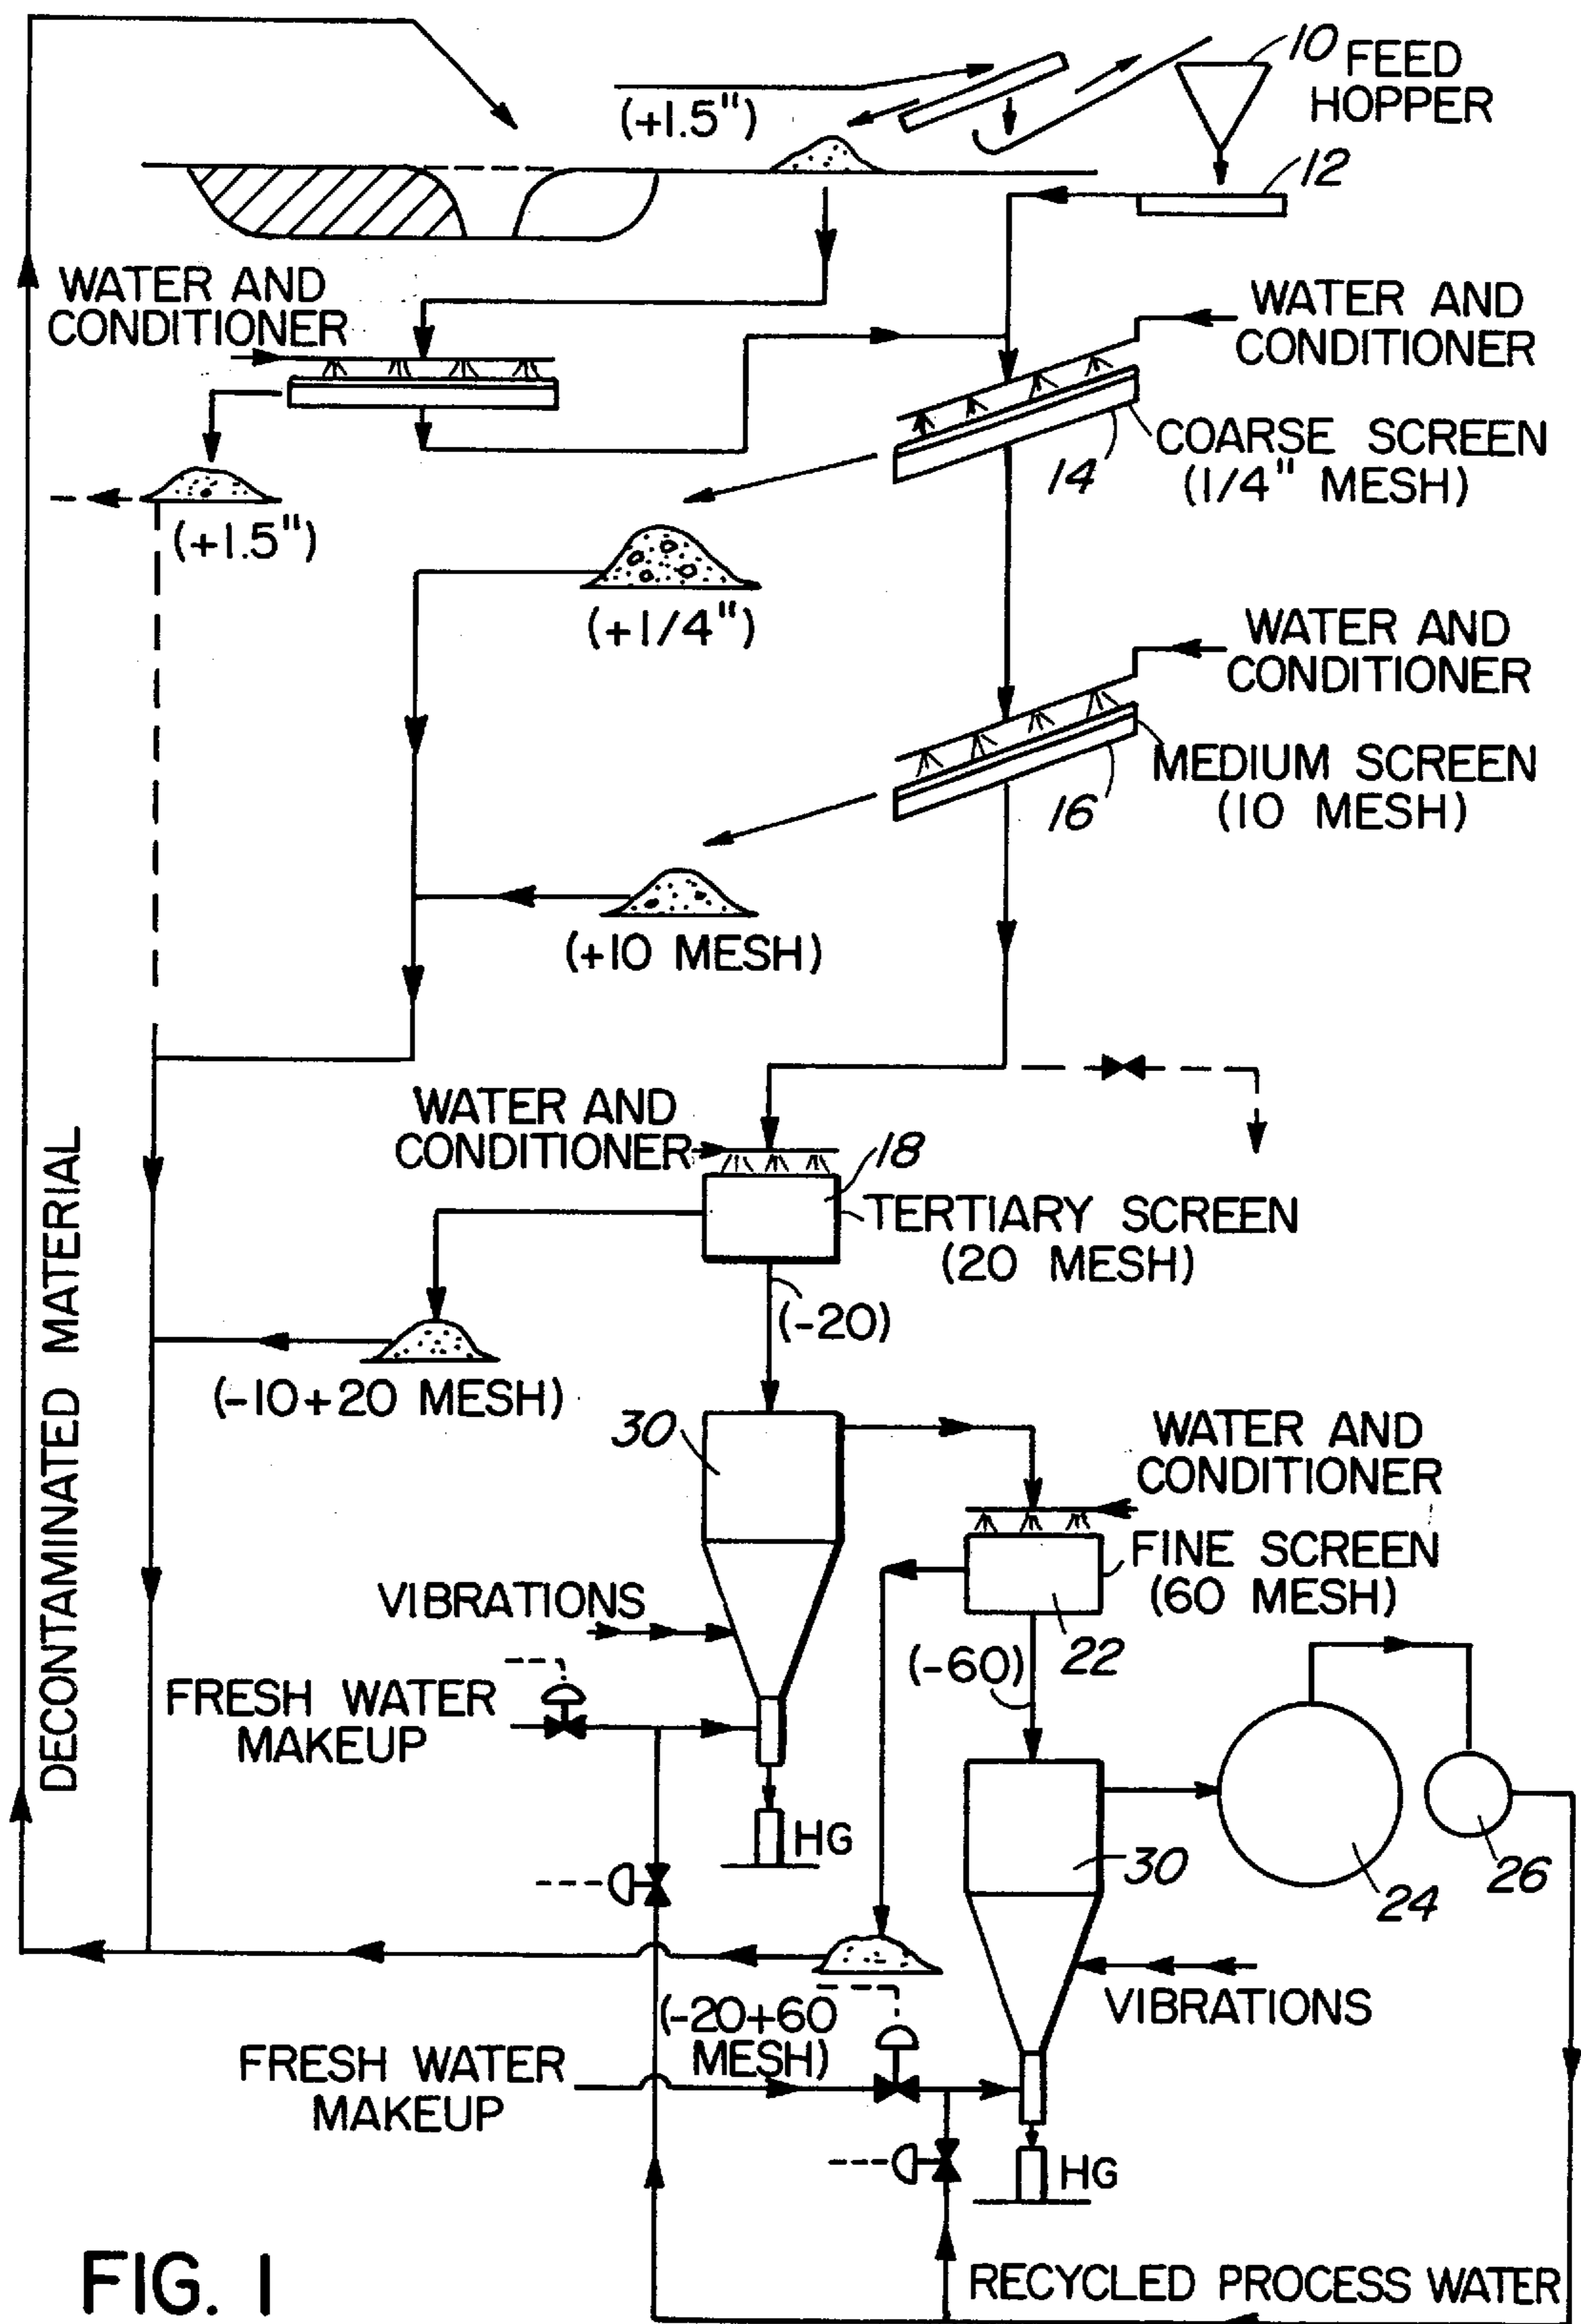 10 FEED
HOPPER
(+1.5")
12
WATER AND
CONDITIONER
WATER AND
CONDITIONER
COARSE SCREEN
(1/4" MESH)
14
(+1.5")
(+1/4")
WATER AND
CONDITIONER
MEDIUM SCREEN
(10 MESH)
16
(+10 MESH)
WATER AND
CONDITIONER
18
TERTIARY SCREEN
(20 MESH)
(-20)
DECONTAMINATED MATERIAL
(-10+20 MESH)
30
WATER AND
CONDITIONER
FINE SCREEN
(60 MESH)
VIBRATIONS
22
(-60)
FRESH WATER
MAKEUP
HG
30
24
26
VIBRATIONS
(-20+60
MESH)
FRESH WATER
MAKEUP
HG
RECYCLED PROCESS WATER
FIG. 1